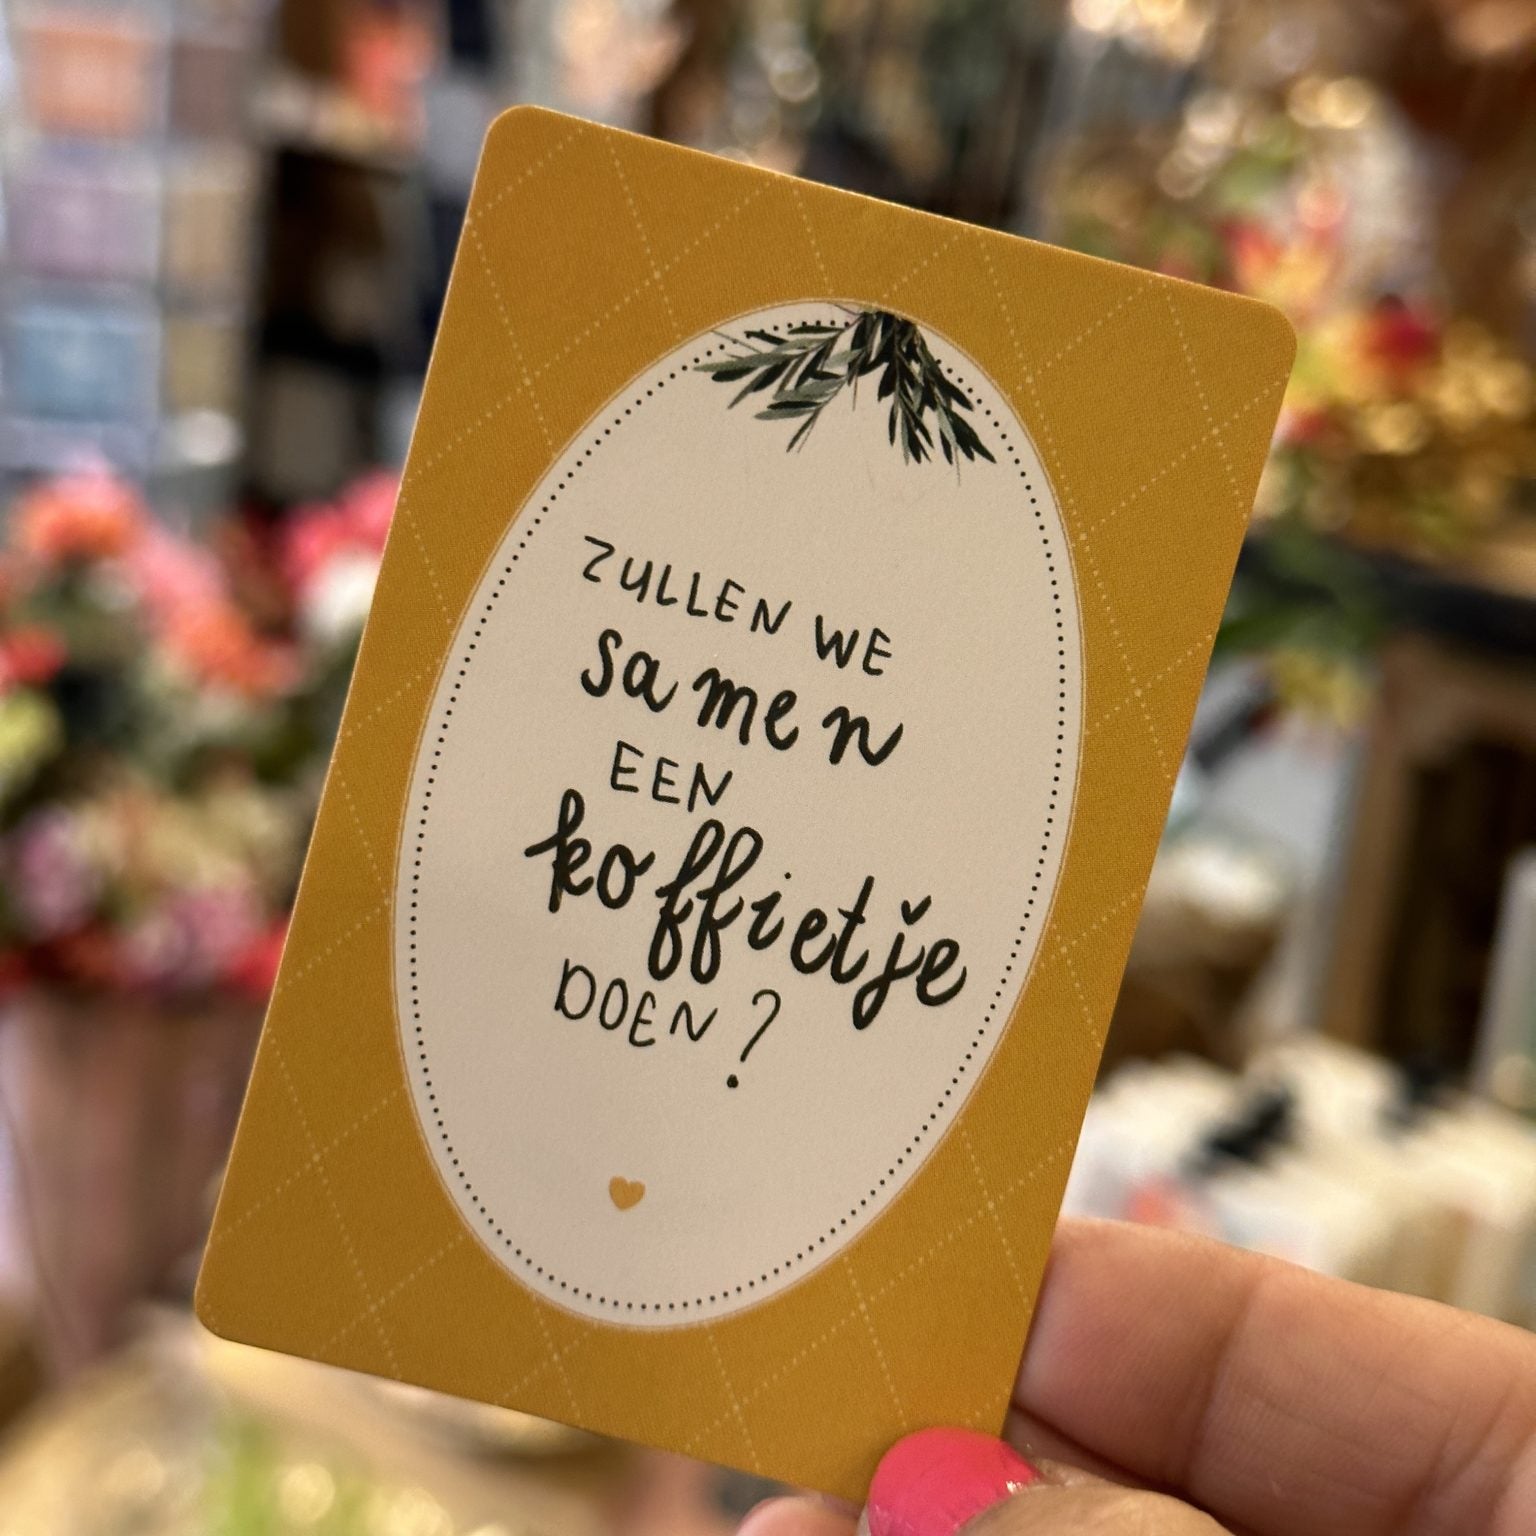 ZULLEN WE
samen
EEN
koffietje
DOEN?